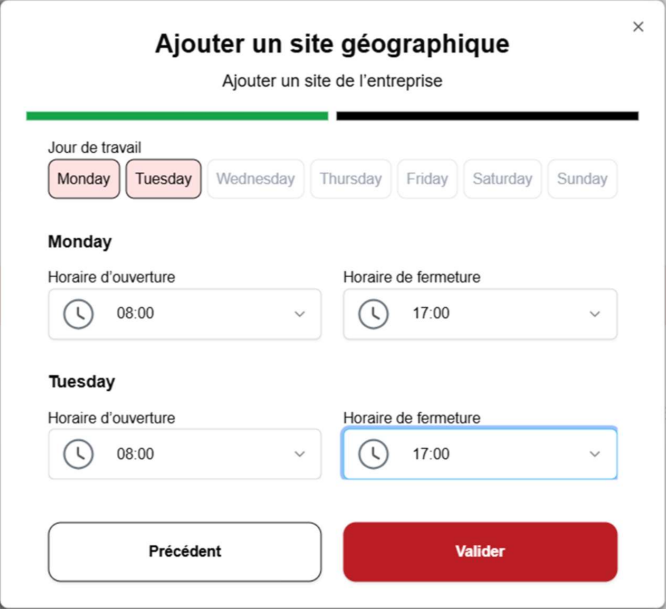 Ajouter un site géographique
Ajouter un site de l'entreprise
Jour de travail
Monday Tuesday Wednesday Thursday Friday Saturday Sunday
Monday
Horaire d'ouverture Horaire de fermeture
08:00 17:00
Tuesday
Horaire d'ouverture Horaire de fermeture
08:00 17:00
Précédent Valider